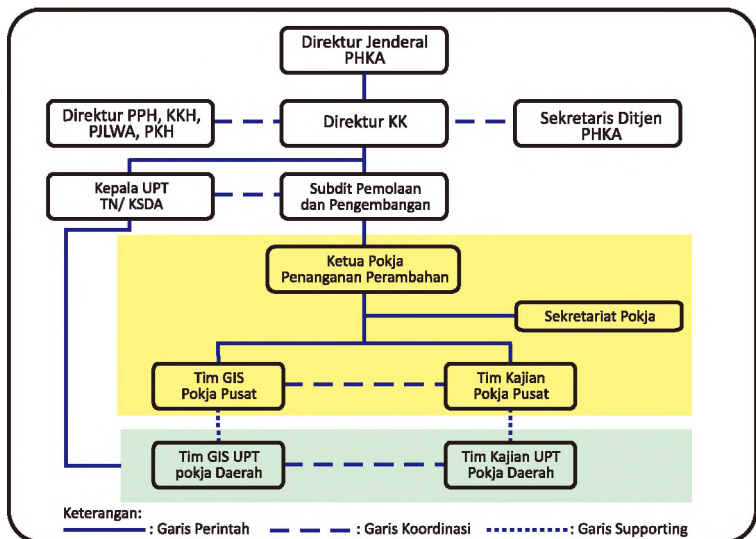 Direktur Jenderal
PHKA
Direktur PPH, KKH,
PJLWA, PKH
Direktur KK
Sekretaris Ditjen
PHKA
Kepala UPT
TN/ KSDA
Subdit Pemolaan
dan Pengembangan
Ketua Pokja
Penanganan Perambahan
Sekretariat Pokja
Tim GIS
Pokja Pusat
Tim Kajian
Pokja Pusat
Tim GIS UPT
pokja Daerah
Tim Kajian UPT
Pokja Daerah
Keterangan:
: Garis Perintah
: Garis Koordinasi
: Garis Supporting